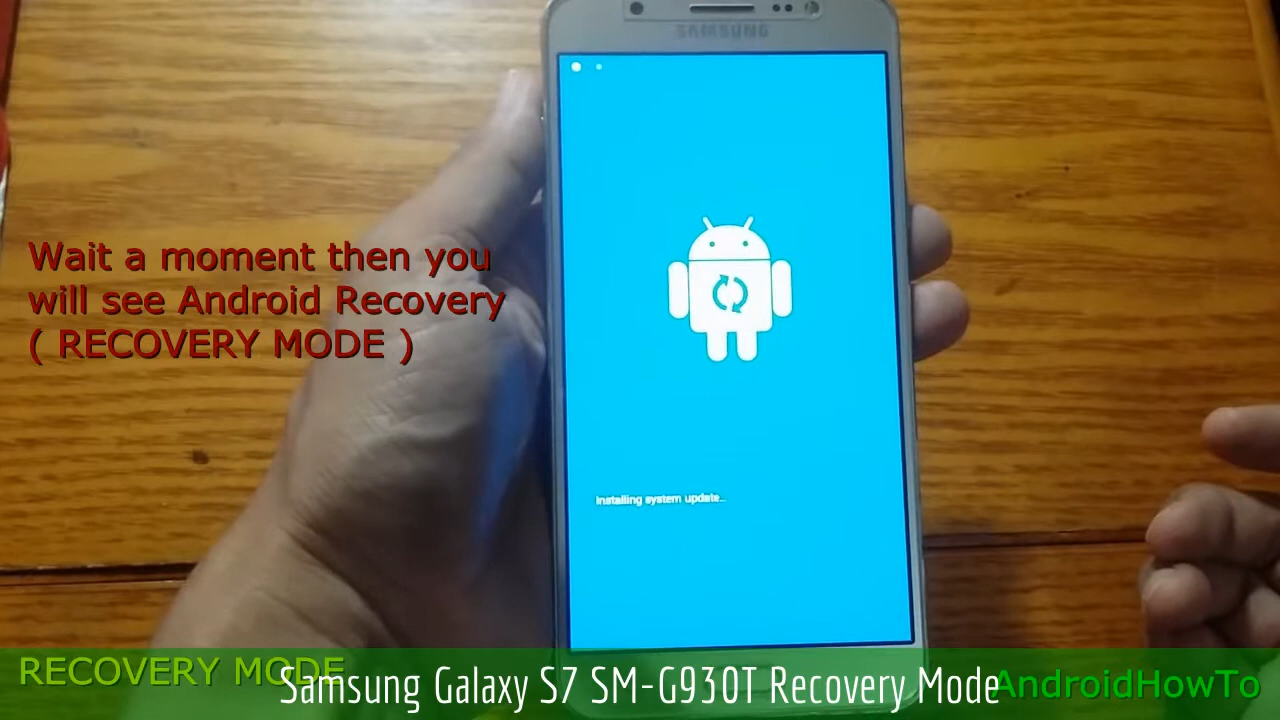 SAMSUNG
Wait a moment then you
will see Android Recovery
( RECOVERY MODE )
Installing system update...
RECOVERY MODE
Samsung Galaxy S7 SM-G930T Recovery Mode
AndroidHowTo